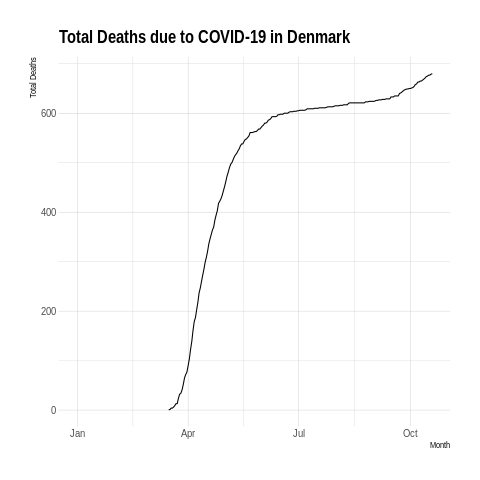 Total Deaths due to COVID-19 in Denmark
Total Deaths
600
400
200
0
Jan Apr Jul Oct
Month